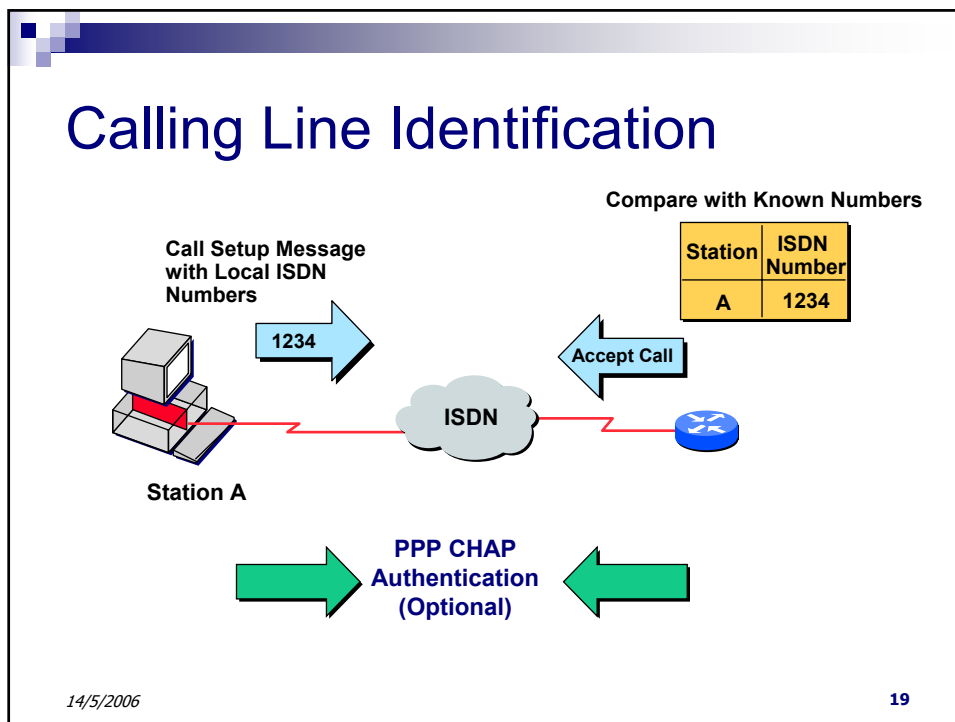 Calling Line Identification
Compare with Known Numbers
Call Setup Message
with Local ISDN
Numbers
Station
ISDN
Number
A
1234
1234
Accept Call
ISDN
Station A
PPP CHAP
Authentication
(Optional)
14/5/2006
19